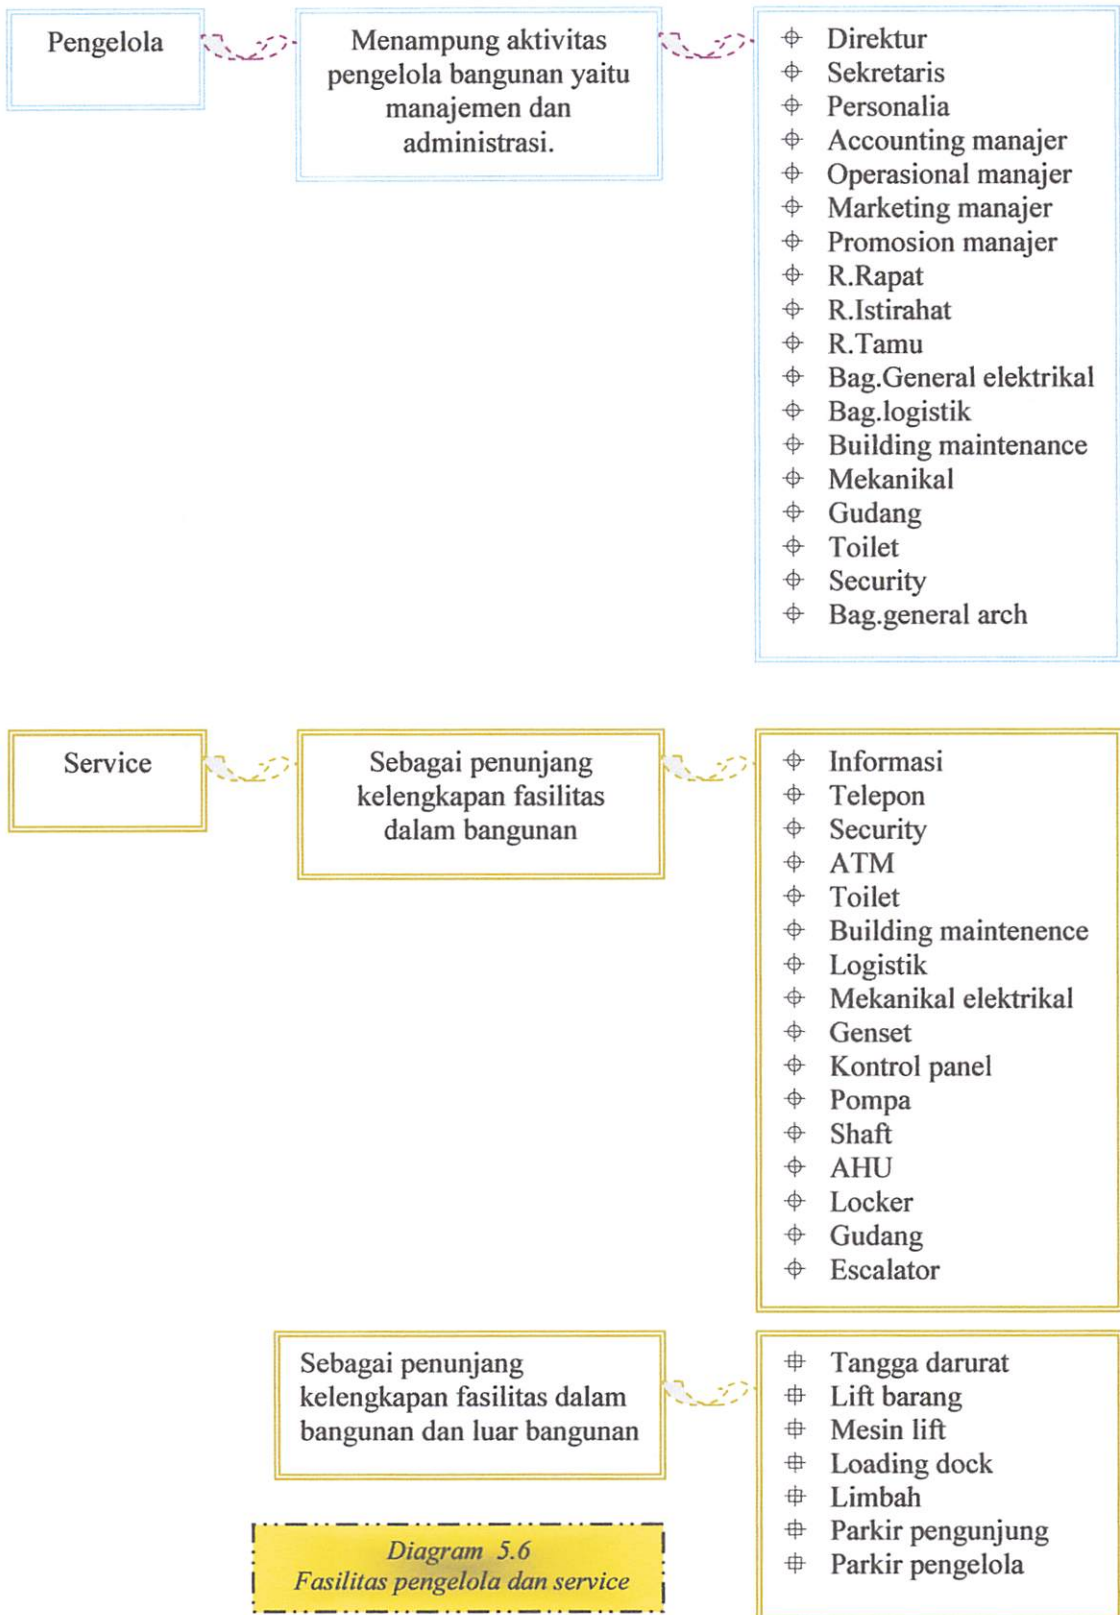 Pengelola
Menampung aktivitas
pengelola bangunan yaitu
manajemen dan
administrasi.
Direktur
Sekretaris
Personalia
Accounting manajer
Operasional manajer
Marketing manajer
Promosion manajer
R.Rapat
R.Istirahat
R.Tamu
Bag.General elektrikal
Bag.logistik
Building maintenance
Mekanikal
Gudang
Toilet
Security
Bag.general arch
Service
Sebagai penunjang
kelengkapan fasilitas
dalam bangunan
Informasi
Telepon
Security
ATM
Toilet
Building maintenence
Logistik
Mekanikal elektrikal
Genset
Kontrol panel
Pompa
Shaft
AHU
Locker
Gudang
Escalator
Sebagai penunjang
kelengkapan fasilitas dalam
bangunan dan luar bangunan
Tangga darurat
Lift barang
Mesin lift
Loading dock
Limbah
Parkir pengunjung
Parkir pengelola
Diagram 5.6
Fasilitas pengelola dan service